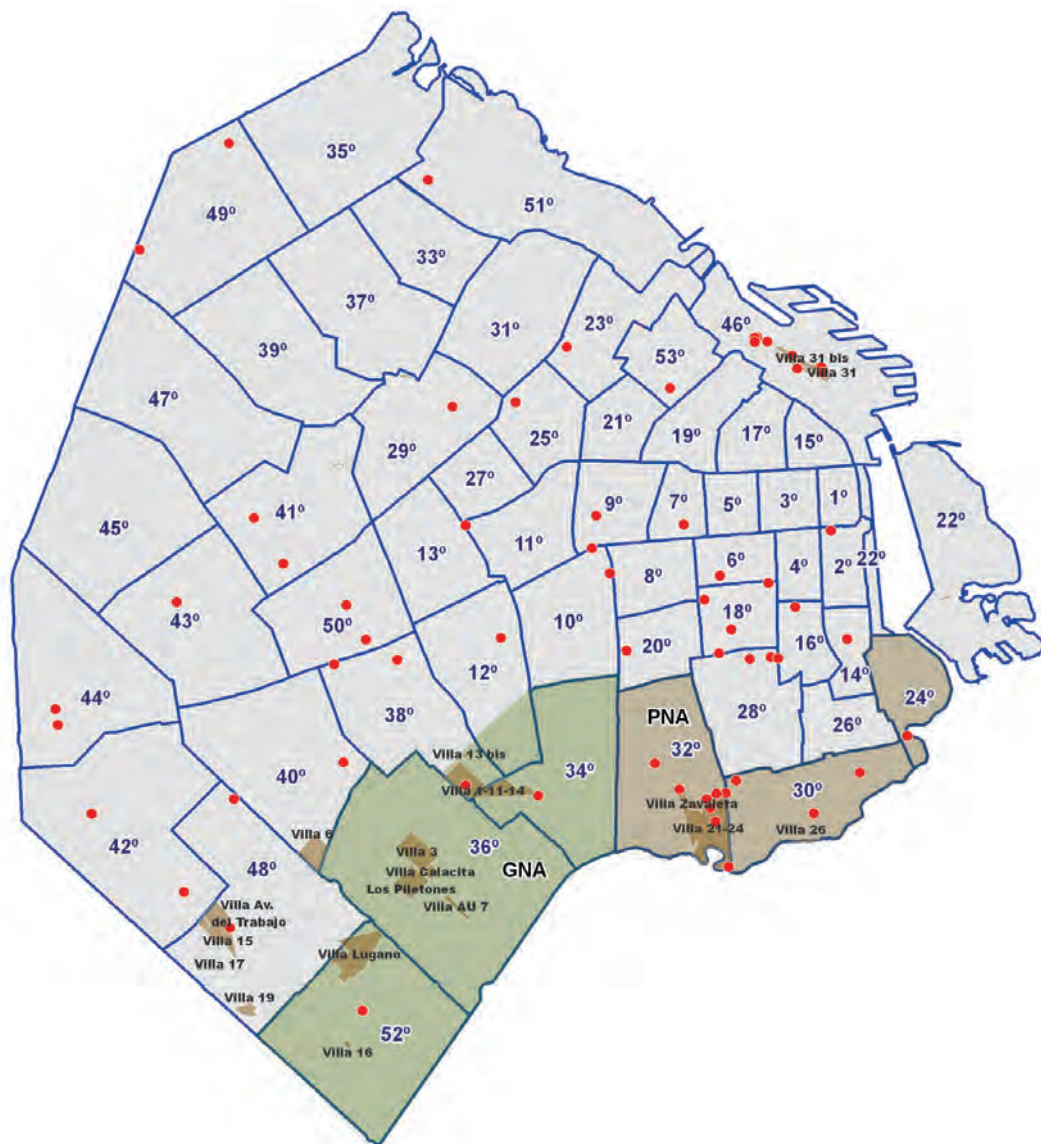 35º
49º
51º
33º
37º
31º
23º
46º
39º
53º
Villa 31 bis
Villa 31
47º
29º
25º
21º
19º
17º
15º
27º
41º
9º
7º
5º
3º
1º
22º
45º
13º
11º
8º
6º
4º
2º
22º
43º
50º
10º
18º
12º
20º
16º
14º
44º
38º
24º
28º
26º
PNA
32º
Villa 13 bis
34º
40º
Villa 1-11-14
30º
Villa Zavaleta
Villa 26
Villa 21-24
42º
Villa 6
48º
Villa 3
36º
Villa Calacita
GNA
Los Piletones
Villa AU 7
Villa Av.
del Trabajo
Villa 15
Villa 17
Villa Lugano
Villa 19
52º
Villa 16